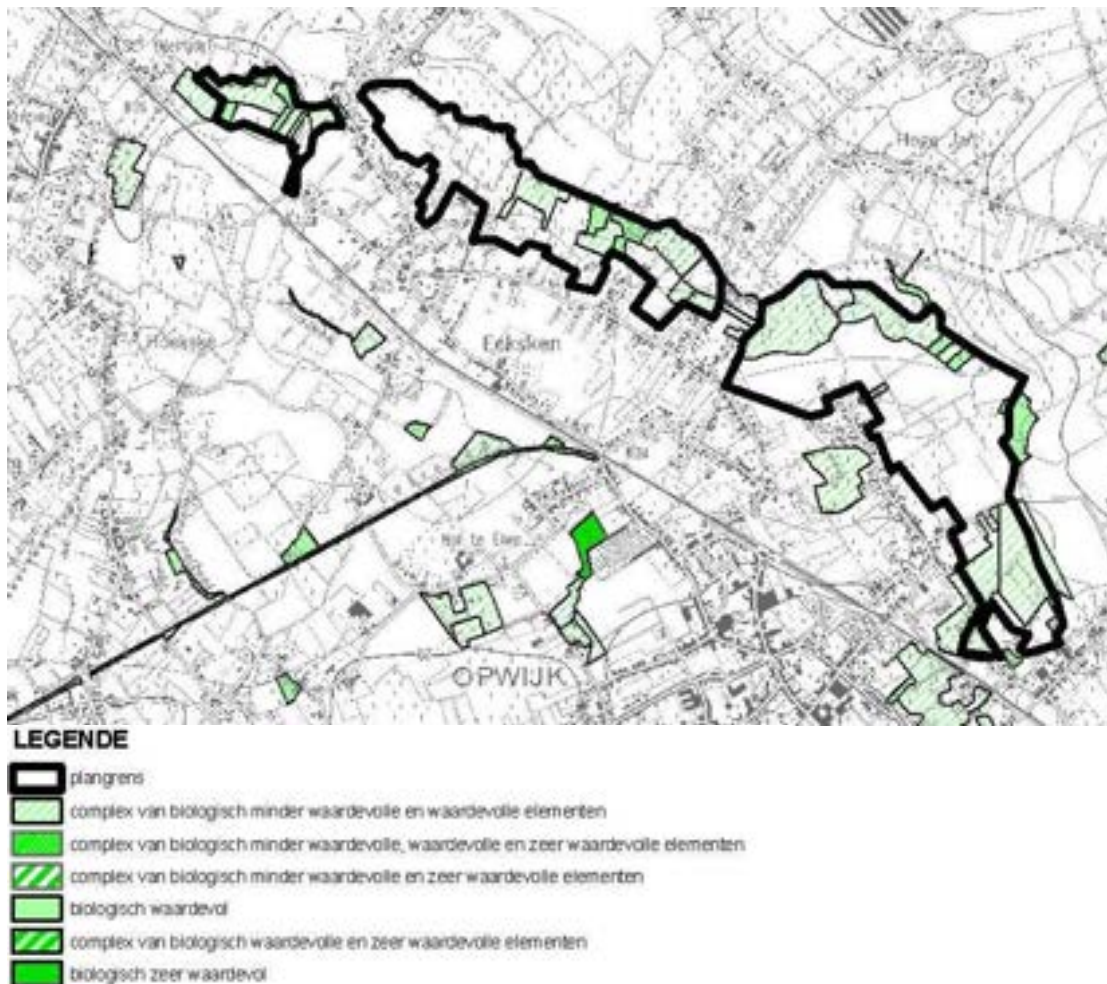 Eeksken
OPWIJK
LEGENDE
plangrens
complex van biologisch minder waardevolle en waardevolle elementen
complex van biologisch minder waardevolle, waardevolle en zeer waardevolle elementen
complex van biologisch minder waardevolle en zeer waardevolle elementen
biologisch waardevol
complex van biologisch waardevolle en zeer waardevolle elementen
biologisch zeer waardevol